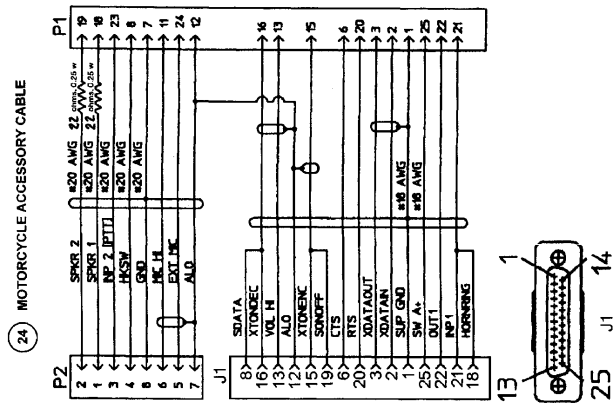 24 MOTORCYCLE ACCESSORY CABLE
P2
P1
2 SPKR 2 #20 AWG 22 ohms, 0.25 w 19
1 SPKR 1 #20 AWG 22 ohms, 0.25 w 18
3 INP 2 [PTT] #20 AWG 23
4 HKSW #20 AWG 8
8 GND #20 AWG 7
6 MIC HI 11
5 EXT MIC 24
7 ALO 12
J1
8 SDATA
16 XTONDEC 16
13 VOL HI 13
12 ALO
15 XTONENC 15
19 SONOFF
6 CTS 6
20 RTS 20
3 XDATAOUT 3
2 XDATAIN 2
1 SUP GND #16 AWG 1
25 SW A+ #16 AWG 25
22 OUT1 22
21 INP1 21
18 HORNRING
13 1
25 14
J1